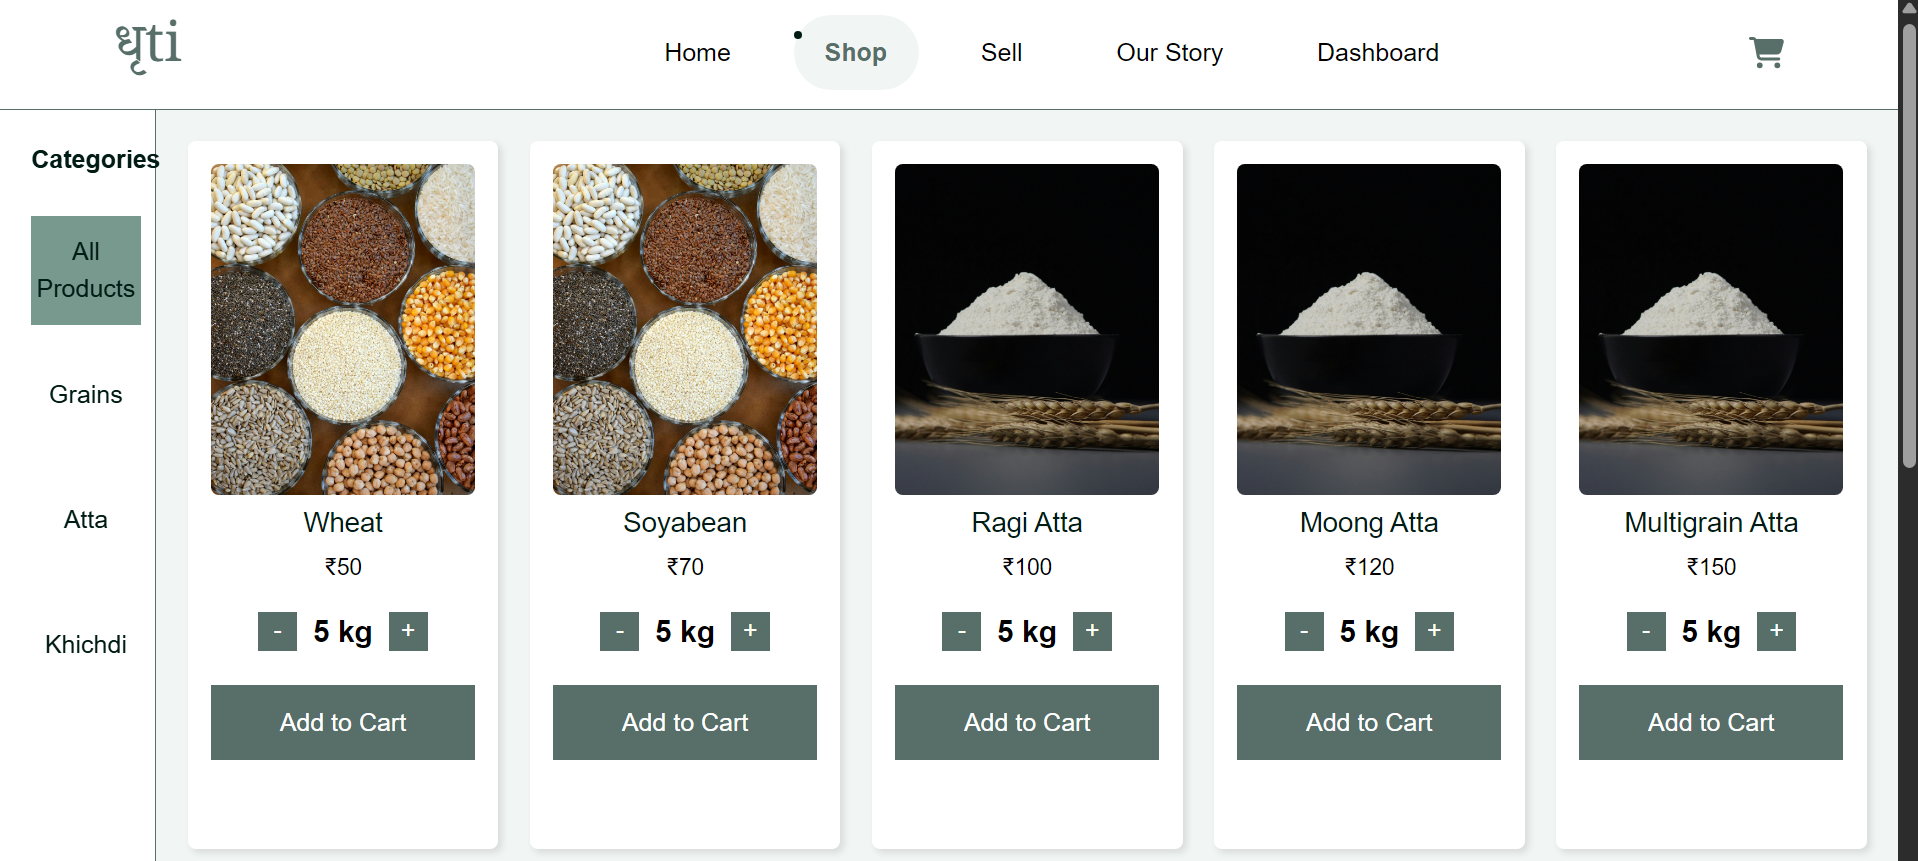 धृti
Home
Shop
Sell
Our Story
Dashboard
Categories
All
Products
Grains
Atta
Khichdi
Wheat
₹50
- 5 kg +
Add to Cart
Soyabean
₹70
- 5 kg +
Add to Cart
Ragi Atta
₹100
- 5 kg +
Add to Cart
Moong Atta
₹120
- 5 kg +
Add to Cart
Multigrain Atta
₹150
- 5 kg +
Add to Cart